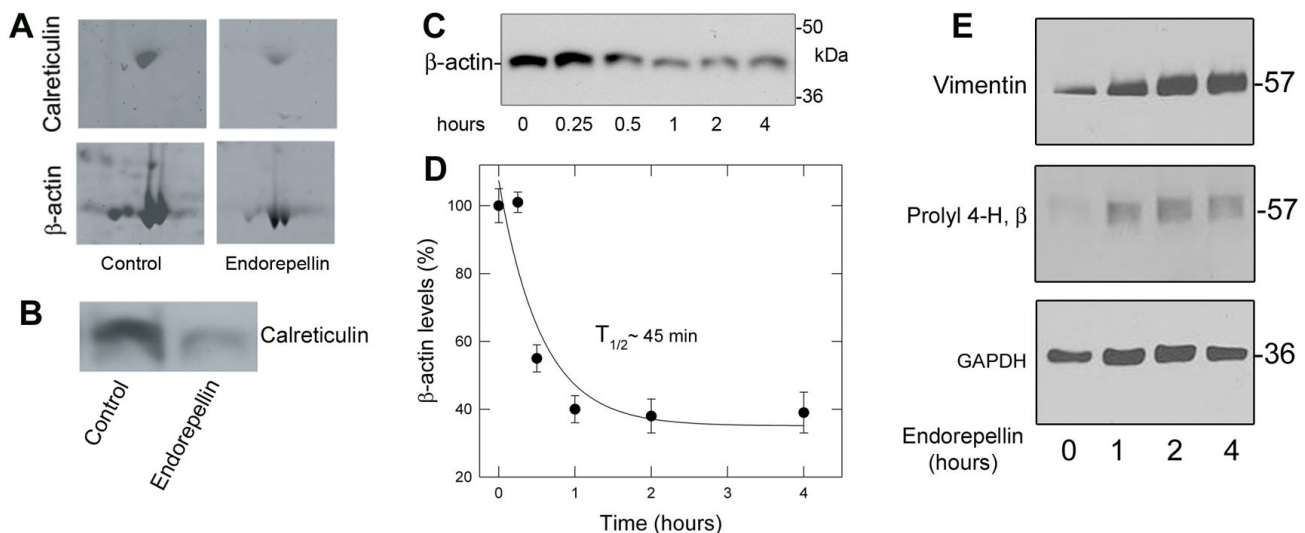 A
Calreticulin
β-actin
Control
Endorepellin
B
Calreticulin
Control
Endorepellin
C
β-actin-
-50
kDa
-36
hours
0 0.25 0.5 1 2 4
D
β-actin levels (%)
100
80
60
40
20
T1/2~ 45 min
0 1 2 3 4
Time (hours)
E
Vimentin
-57
Prolyl 4-H, β
-57
GAPDH
-36
Endorepellin
(hours)
0 1 2 4